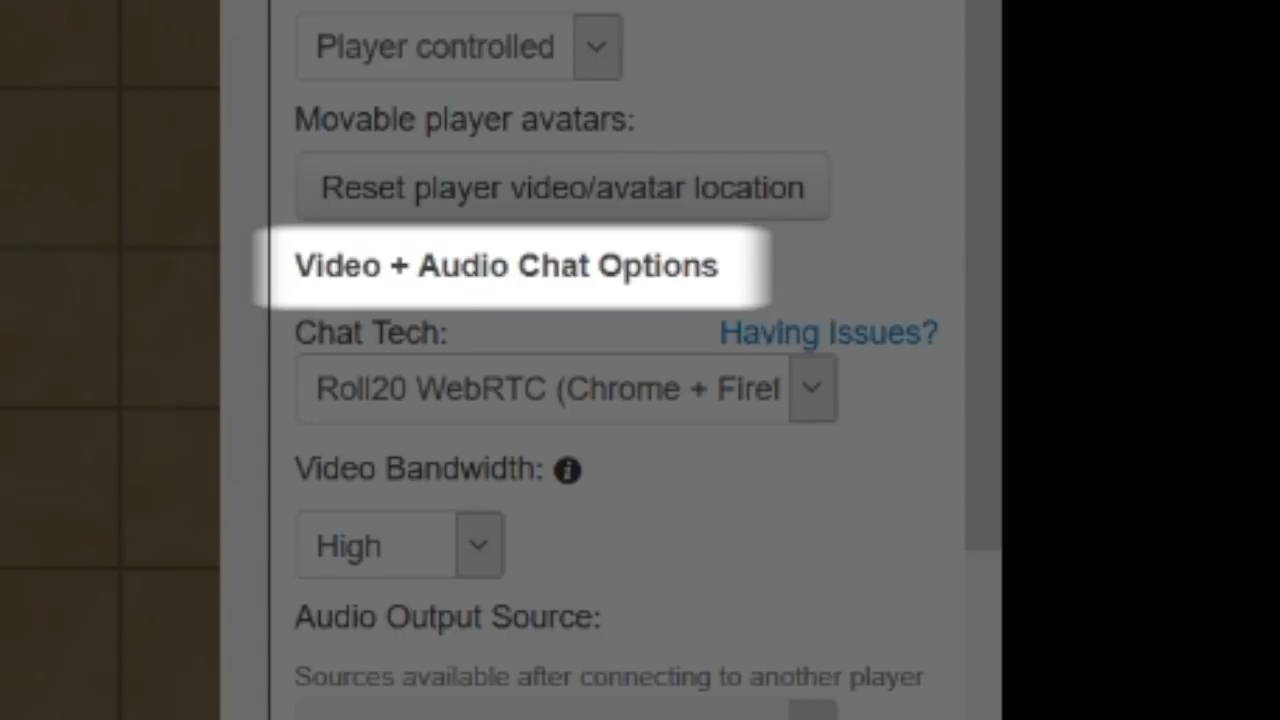 Player controlled
Movable player avatars:
Reset player video/avatar location
Video + Audio Chat Options
Chat Tech: Having Issues?
Roll20 WebRTC (Chrome + Firef
Video Bandwidth:
High
Audio Output Source:
Sources available after connecting to another player